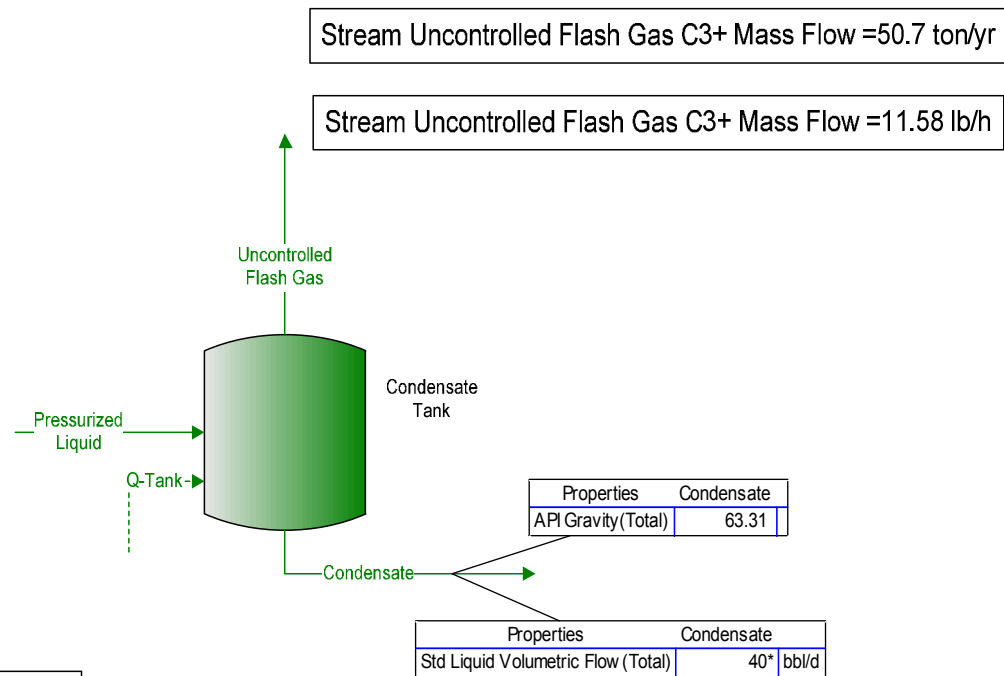 Stream Uncontrolled Flash Gas C3+ Mass Flow =50.7 ton/yr
Stream Uncontrolled Flash Gas C3+ Mass Flow =11.58 lb/h
Uncontrolled
Flash Gas
Condensate
Tank
Pressurized
Liquid
Q-Tank
Properties Condensate
API Gravity(Total) 63.31
Condensate
Properties Condensate
Std Liquid Volumetric Flow (Total) 40* bbl/d